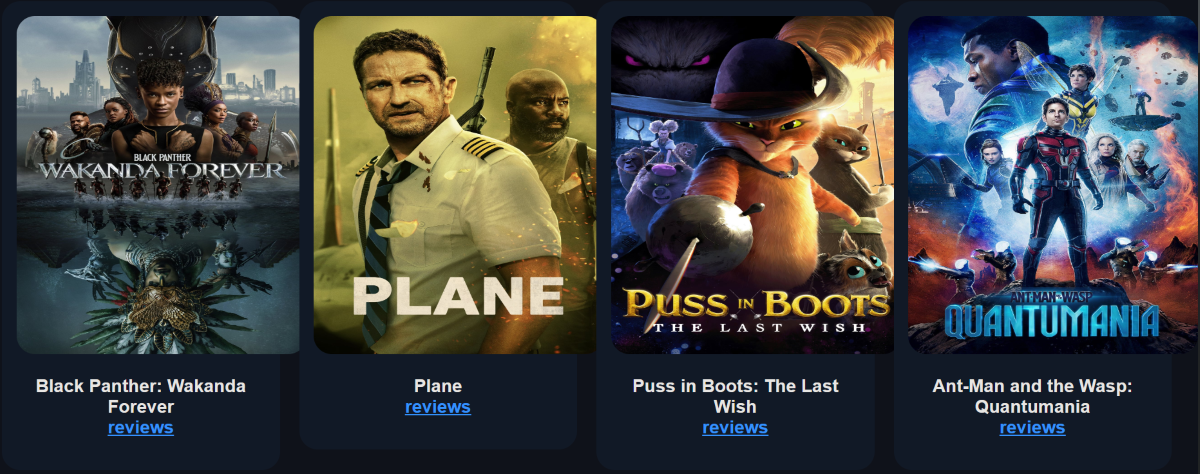 BLACK PANTHER
WAKANDA FOREVER
PLANE
PUSS IN BOOTS
THE LAST WISH
ANT-MAN AND THE WASP
QUANTUMANIA
Black Panther: Wakanda
Forever
reviews
Plane
reviews
Puss in Boots: The Last
Wish
reviews
Ant-Man and the Wasp:
Quantumania
reviews